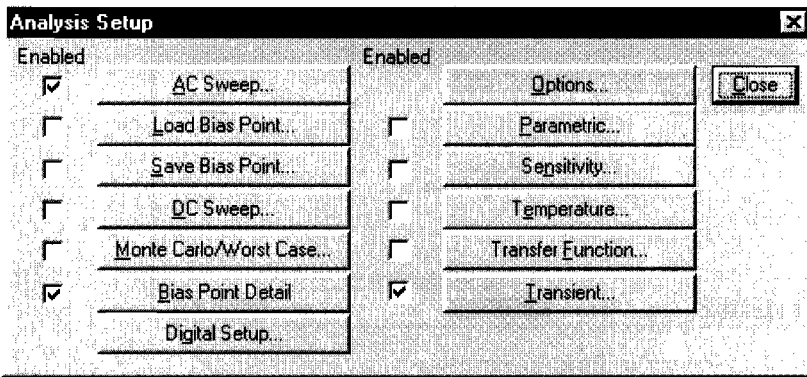 Analysis Setup
Enabled
Enabled
AC Sweep...
Options...
Close
Load Bias Point...
Parametric...
Save Bias Point...
Sensitivity...
DC Sweep...
Temperature...
Monte Carlo/Worst Case...
Transfer Function...
Bias Point Detail
Transient...
Digital Setup...